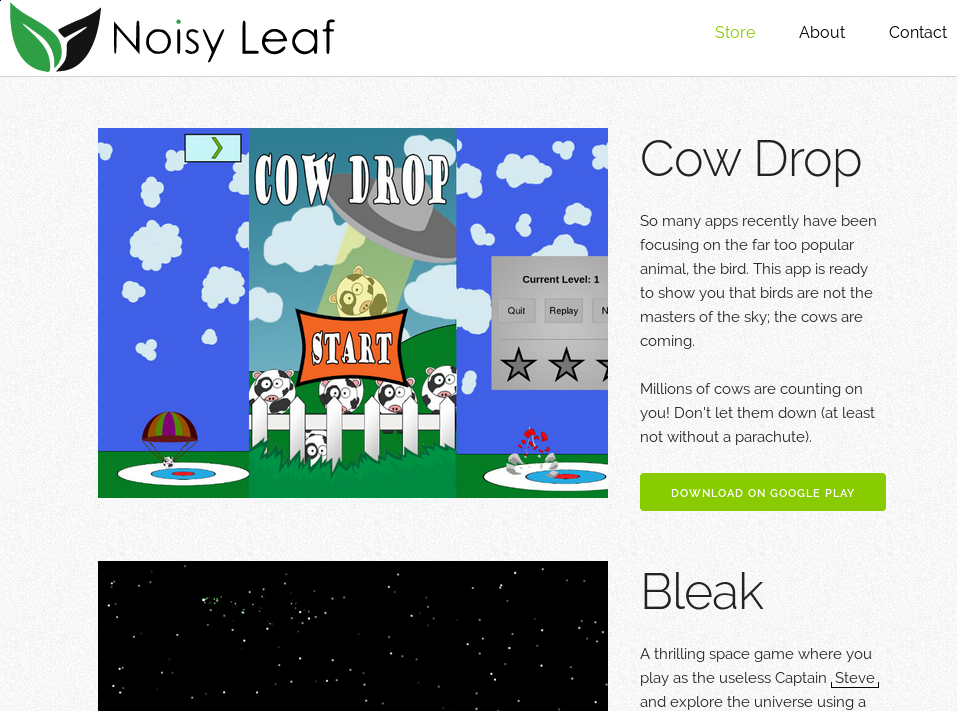 Noisy Leaf
Store
About
Contact
COW DROP
START
Current Level: 1
Quit
Replay
N
Cow Drop
So many apps recently have been
focusing on the far too popular
animal, the bird. This app is ready
to show you that birds are not the
masters of the sky; the cows are
coming.
Millions of cows are counting on
you! Don't let them down (at least
not without a parachute).
DOWNLOAD ON GOOGLE PLAY
Bleak
A thrilling space game where you
play as the useless Captain Steve
and explore the universe using a